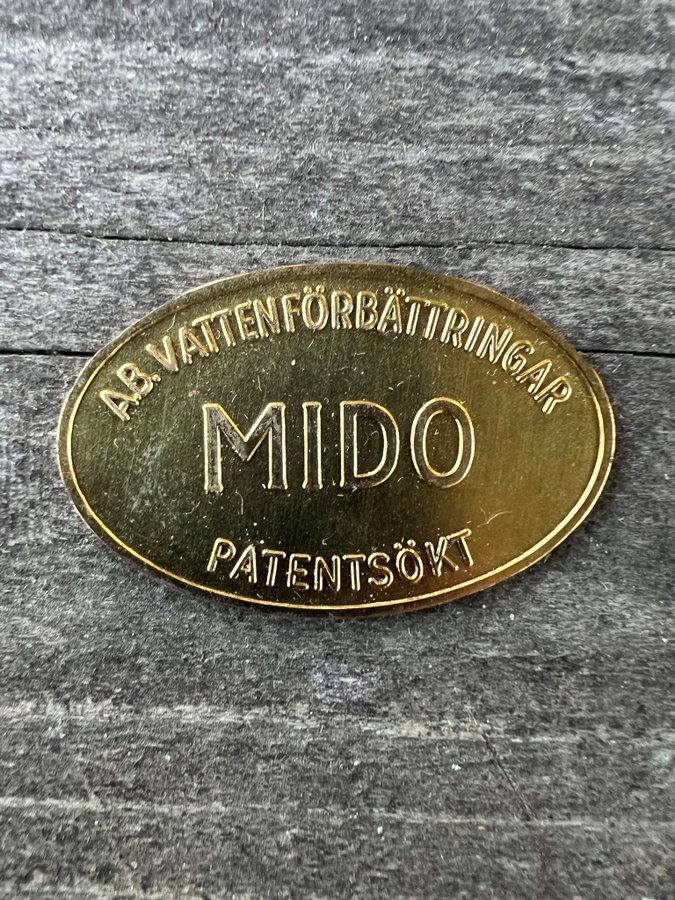 A.B. VATTENFÖRBÄTTRINGAR
MIDO
PATENTSÖKT